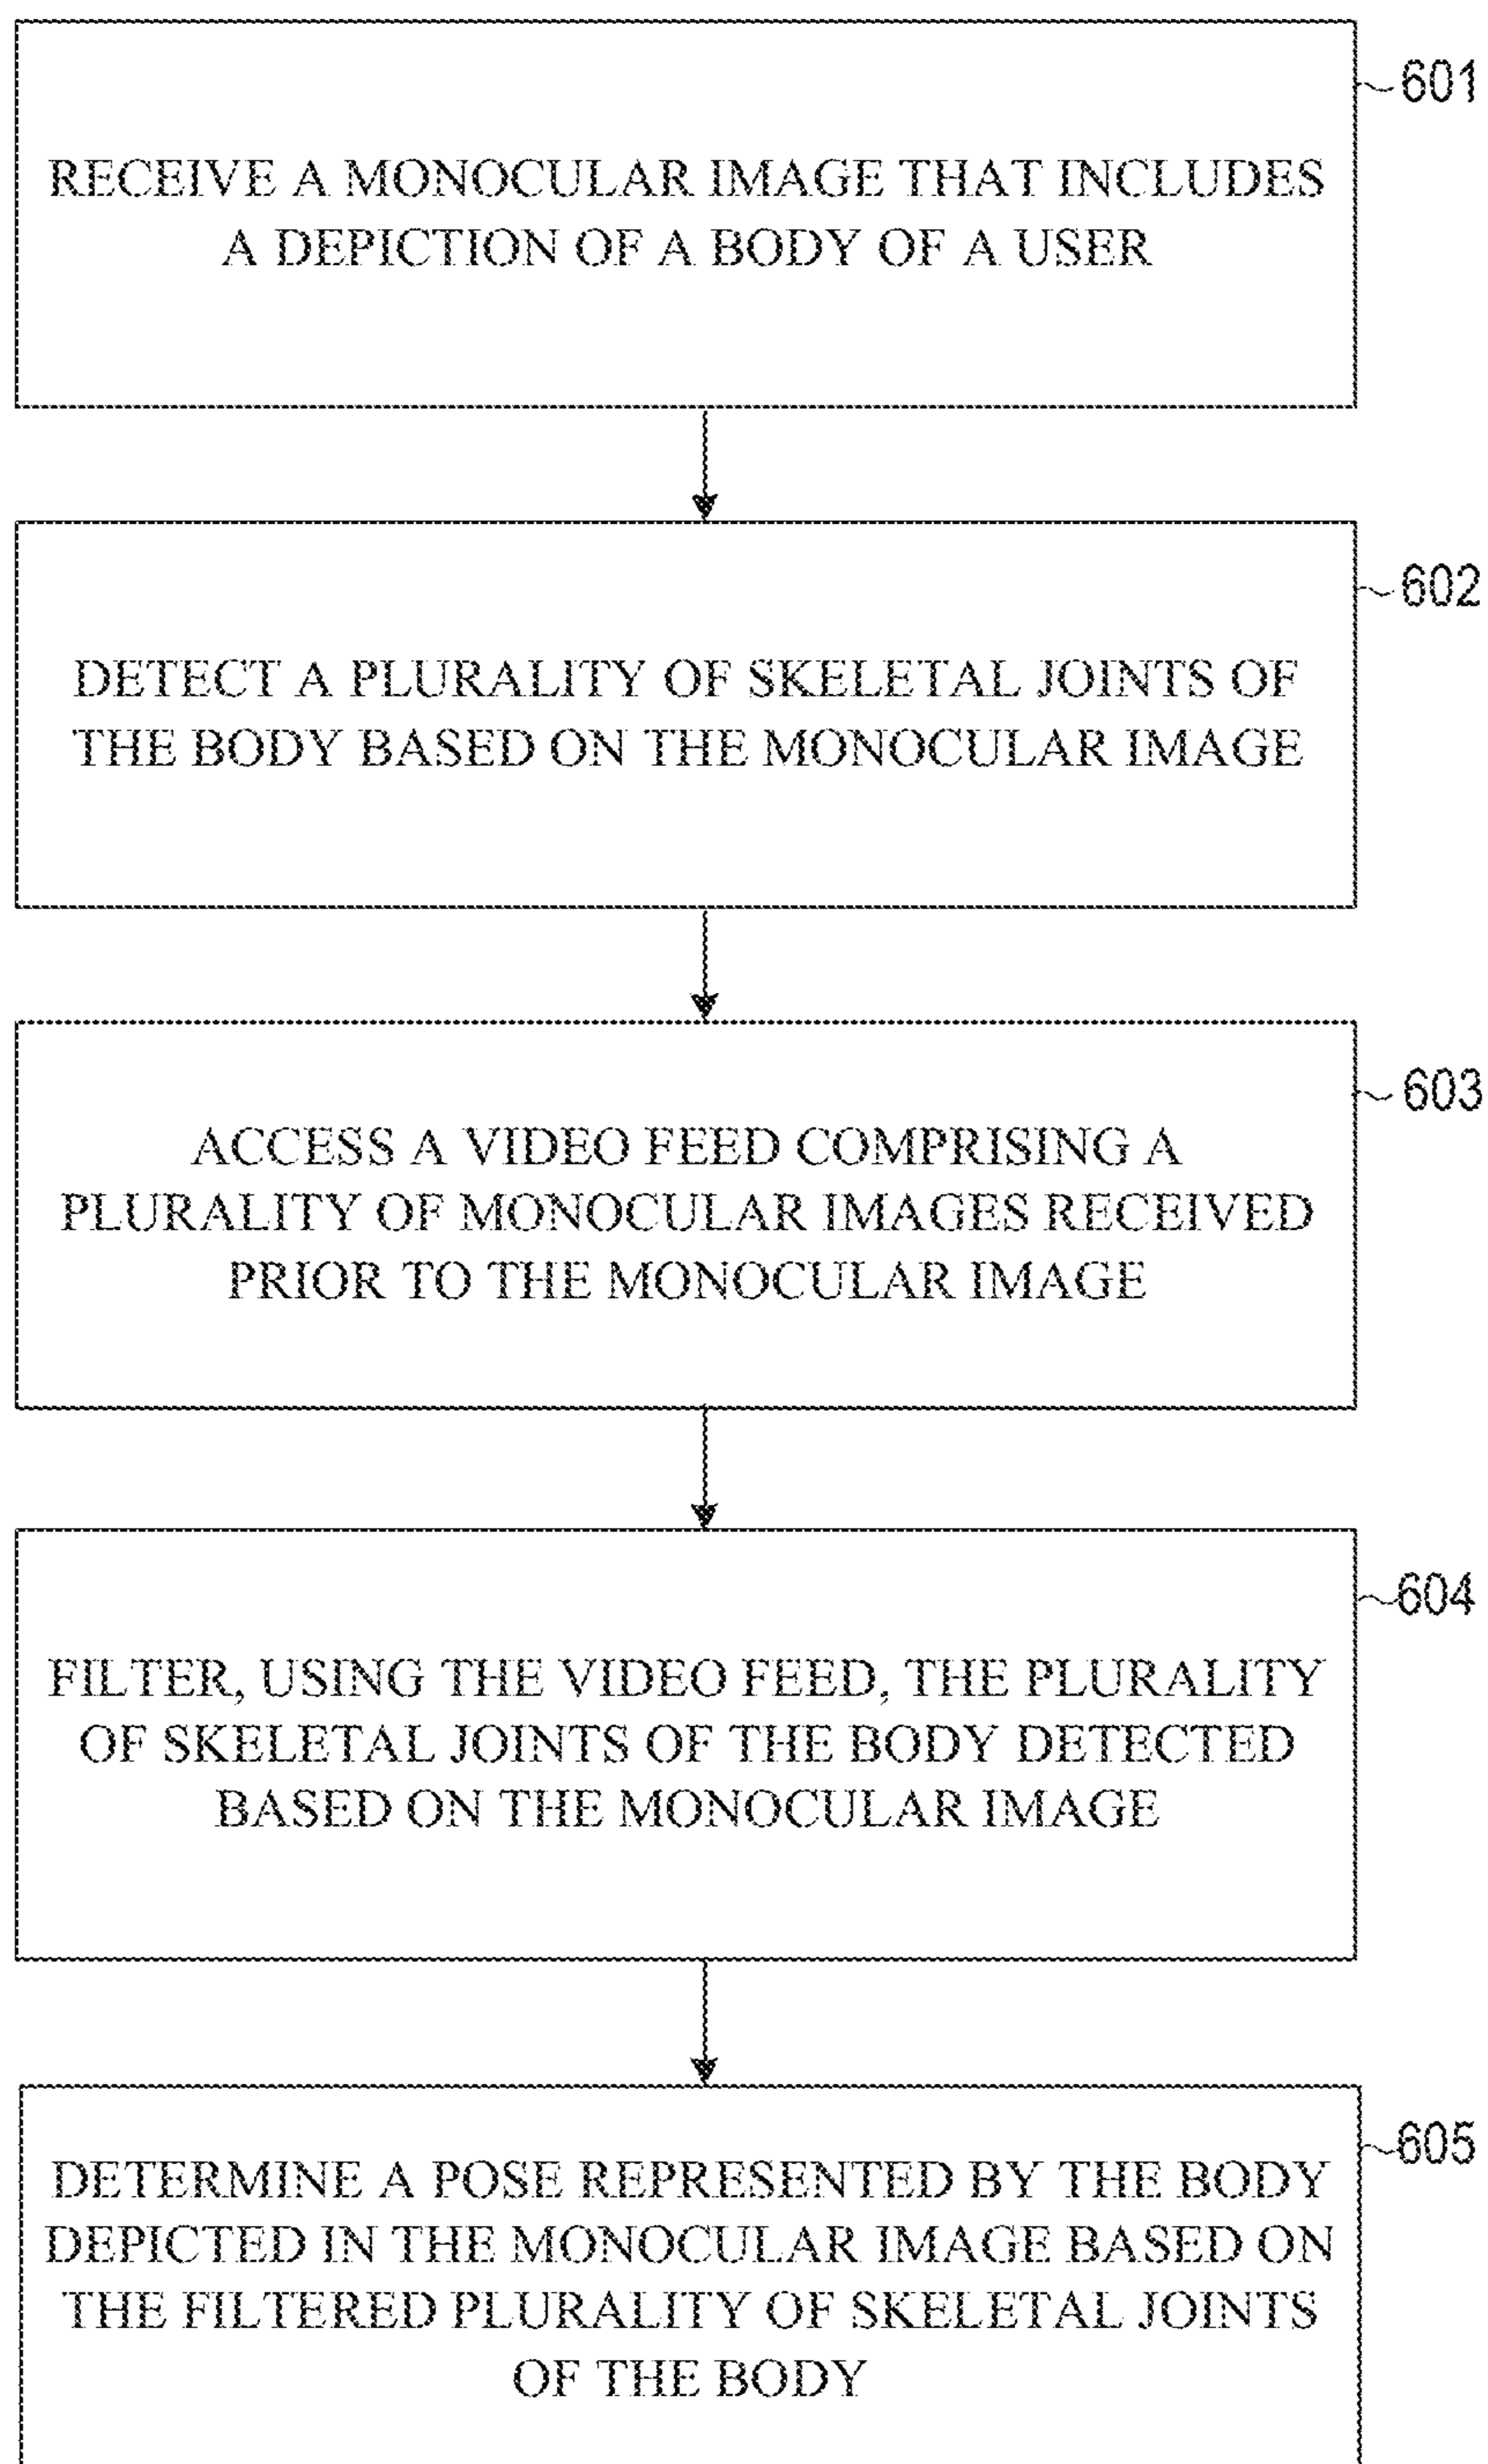 601
RECEIVE A MONOCULAR IMAGE THAT INCLUDES
A DEPICTION OF A BODY OF A USER
602
DETECT A PLURALITY OF SKELETAL JOINTS OF
THE BODY BASED ON THE MONOCULAR IMAGE
603
ACCESS A VIDEO FEED COMPRISING A
PLURALITY OF MONOCULAR IMAGES RECEIVED
PRIOR TO THE MONOCULAR IMAGE
604
FILTER, USING THE VIDEO FEED, THE PLURALITY
OF SKELETAL JOINTS OF THE BODY DETECTED
BASED ON THE MONOCULAR IMAGE
605
DETERMINE A POSE REPRESENTED BY THE BODY
DEPICTED IN THE MONOCULAR IMAGE BASED ON
THE FILTERED PLURALITY OF SKELETAL JOINTS
OF THE BODY